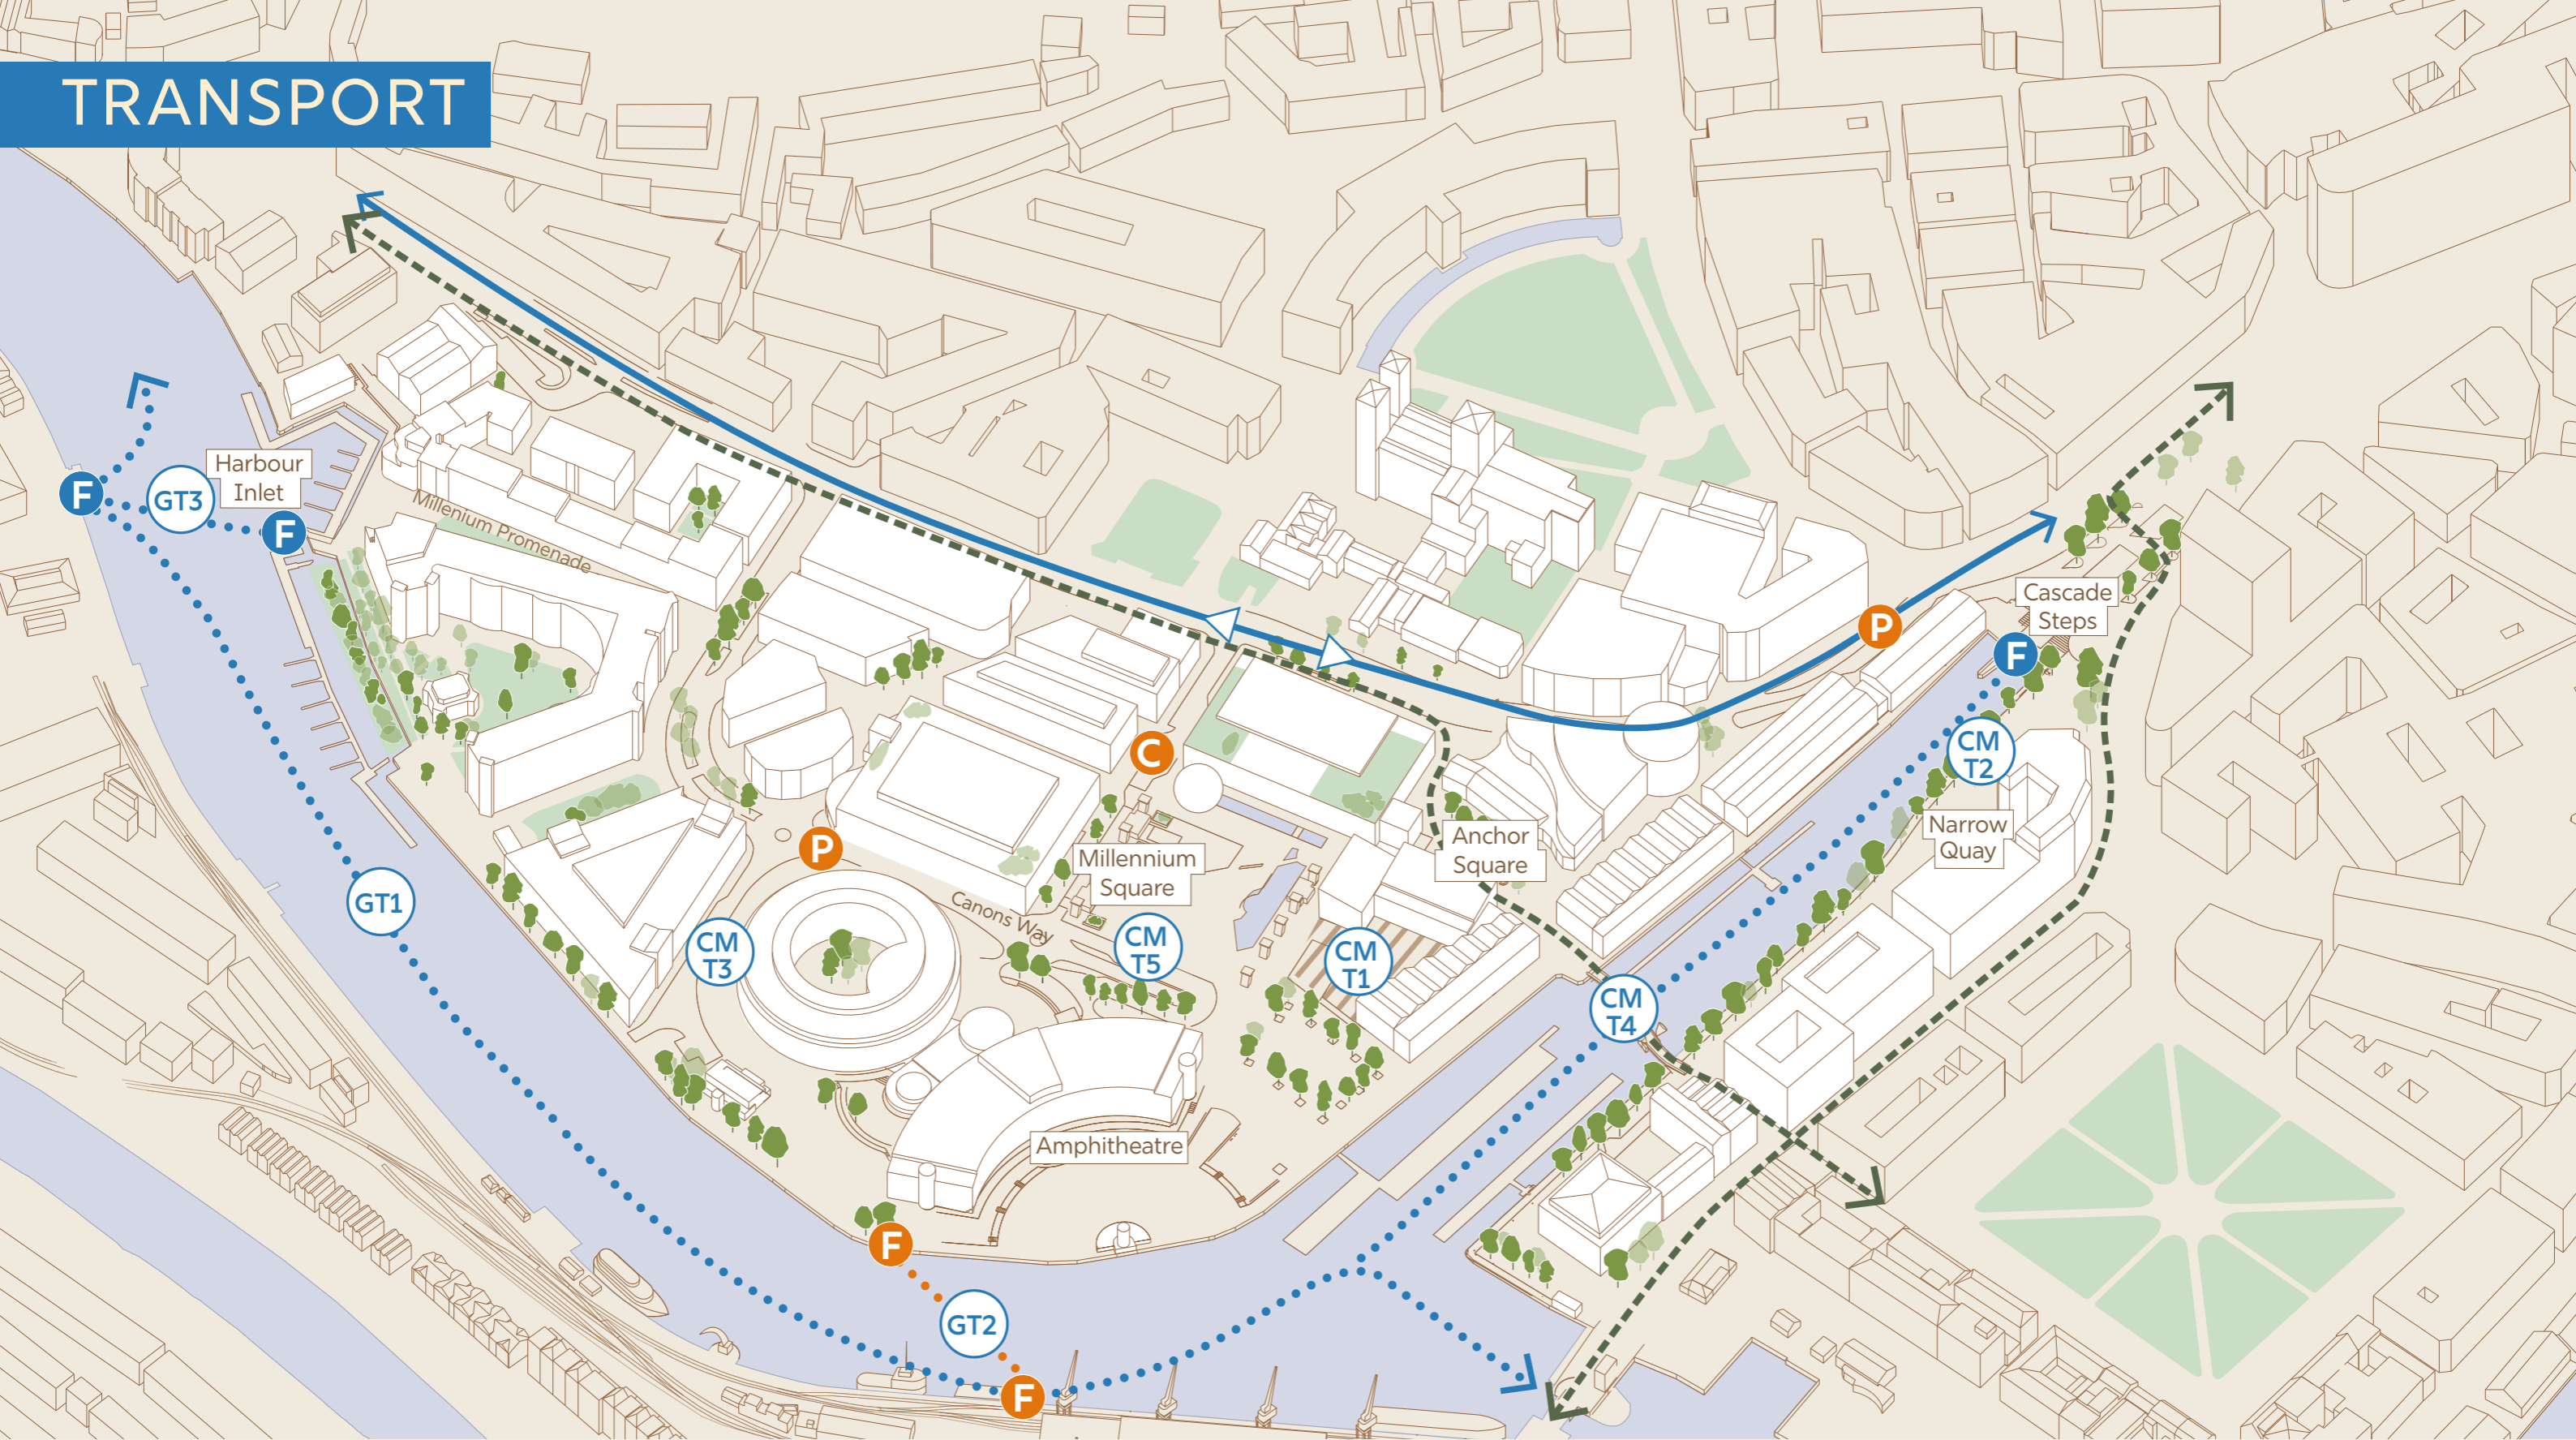 TRANSPORT
Harbour
Inlet
F
GT3
F
Millenium Promenade
P
Cascade
Steps
F
CM
T2
C
Narrow
Quay
Anchor
Square
P
Millennium
Square
GT1
Canons Way
CM
T3
CM
T5
CM
T1
CM
T4
Amphitheatre
F
GT2
F